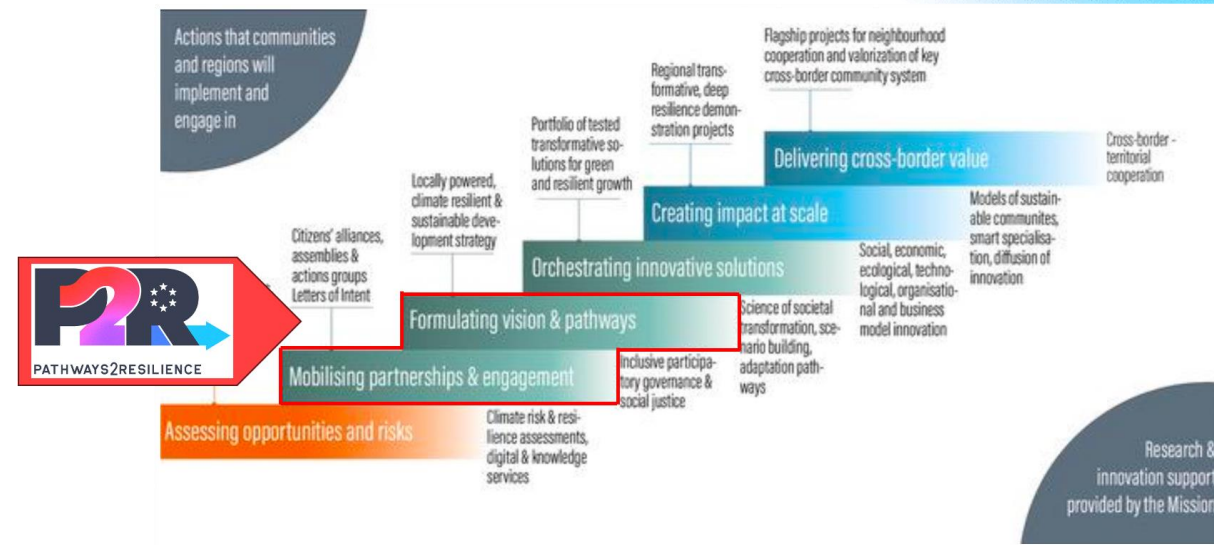 Actions that communities
and regions will
implement and
engage in
Flagship projects for neighbourhood
cooperation and valorization of key
cross-border community system
Regional trans-
formative, deep
resilience demon-
stration projects
Portfolio of tested
transformative so-
lutions for green
and resilient growth
Locally powered,
climate resilient &
sustainable deve-
lopment strategy
Citizens' alliances,
assemblies &
actions groups
Letters of Intent
Delivering cross-border value
Cross-border -
territorial
cooperation
Creating impact at scale
Models of sustain-
able communites,
smart specialisa-
tion, diffusion of
innovation
Orchestrating innovative solutions
Social, economic,
ecological, techno-
logical, organisatio-
nal and business
model innovation
Formulating vision & pathways
Science of societal
transformation, sce-
nario building,
adaptation path-
ways
Mobilising partnerships & engagement
Inclusive participa-
tory governance &
social justice
Assessing opportunities and risks
Climate risk & resi-
lience assessments,
digital & knowledge
services
P2R
PATHWAYS2RESILIENCE
Research &
innovation support
provided by the Mission